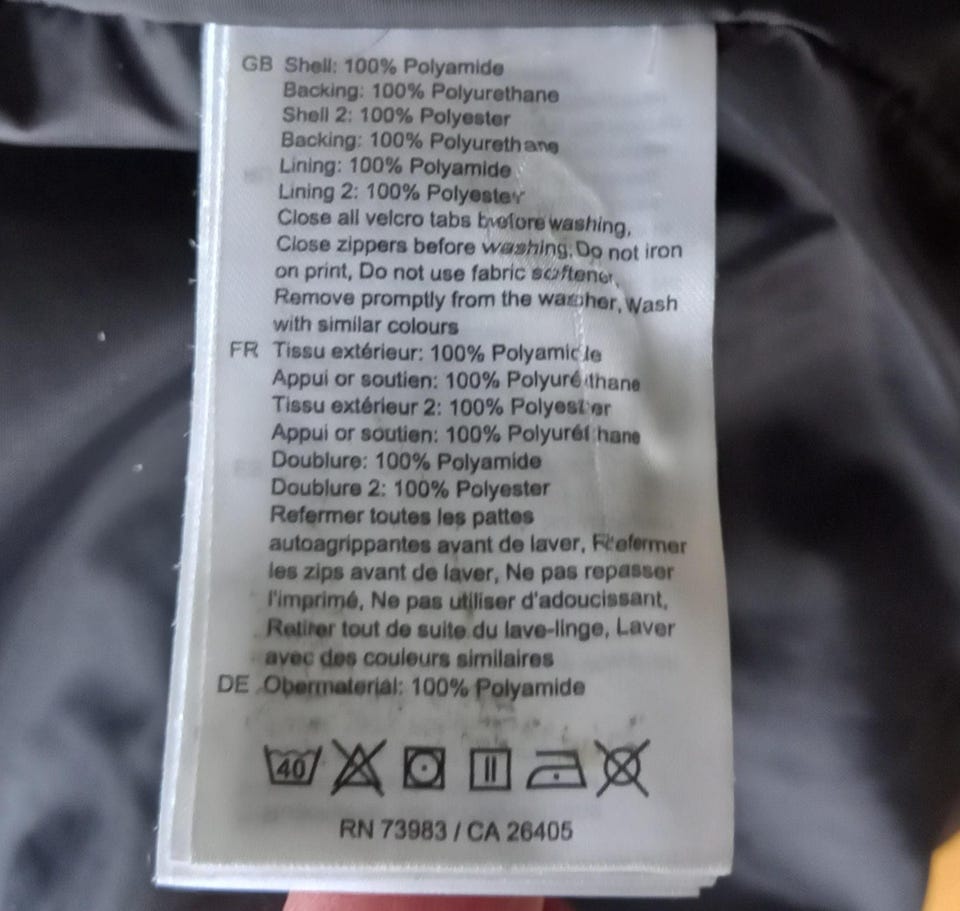 GB Shell: 100% Polyamide
Backing: 100% Polyurethane
Shell 2: 100% Polyester
Backing: 100% Polyurethane
Lining: 100% Polyamide
Lining 2: 100% Polyester
Close all velcro tabs before washing,
Close zippers before washing, Do not iron
on print, Do not use fabric softener,
Remove promptly from the washer, Wash
with similar colours
FR Tissu extérieur: 100% Polyamide
Appui or soutien: 100% Polyuréthane
Tissu extérieur 2: 100% Polyester
Appui or soutien: 100% Polyuréthane
Doublure: 100% Polyamide
Doublure 2: 100% Polyester
Refermer toutes les pattes
autoagrippantes avant de laver, Refermer
les zips avant de laver, Ne pas repasser
l'imprimé, Ne pas utiliser d'adoucissant,
Retirer tout de suite du lave-linge, Laver
avec des couleurs similaires
DE Obermaterial: 100% Polyamide
40
RN 73983 / CA 26405